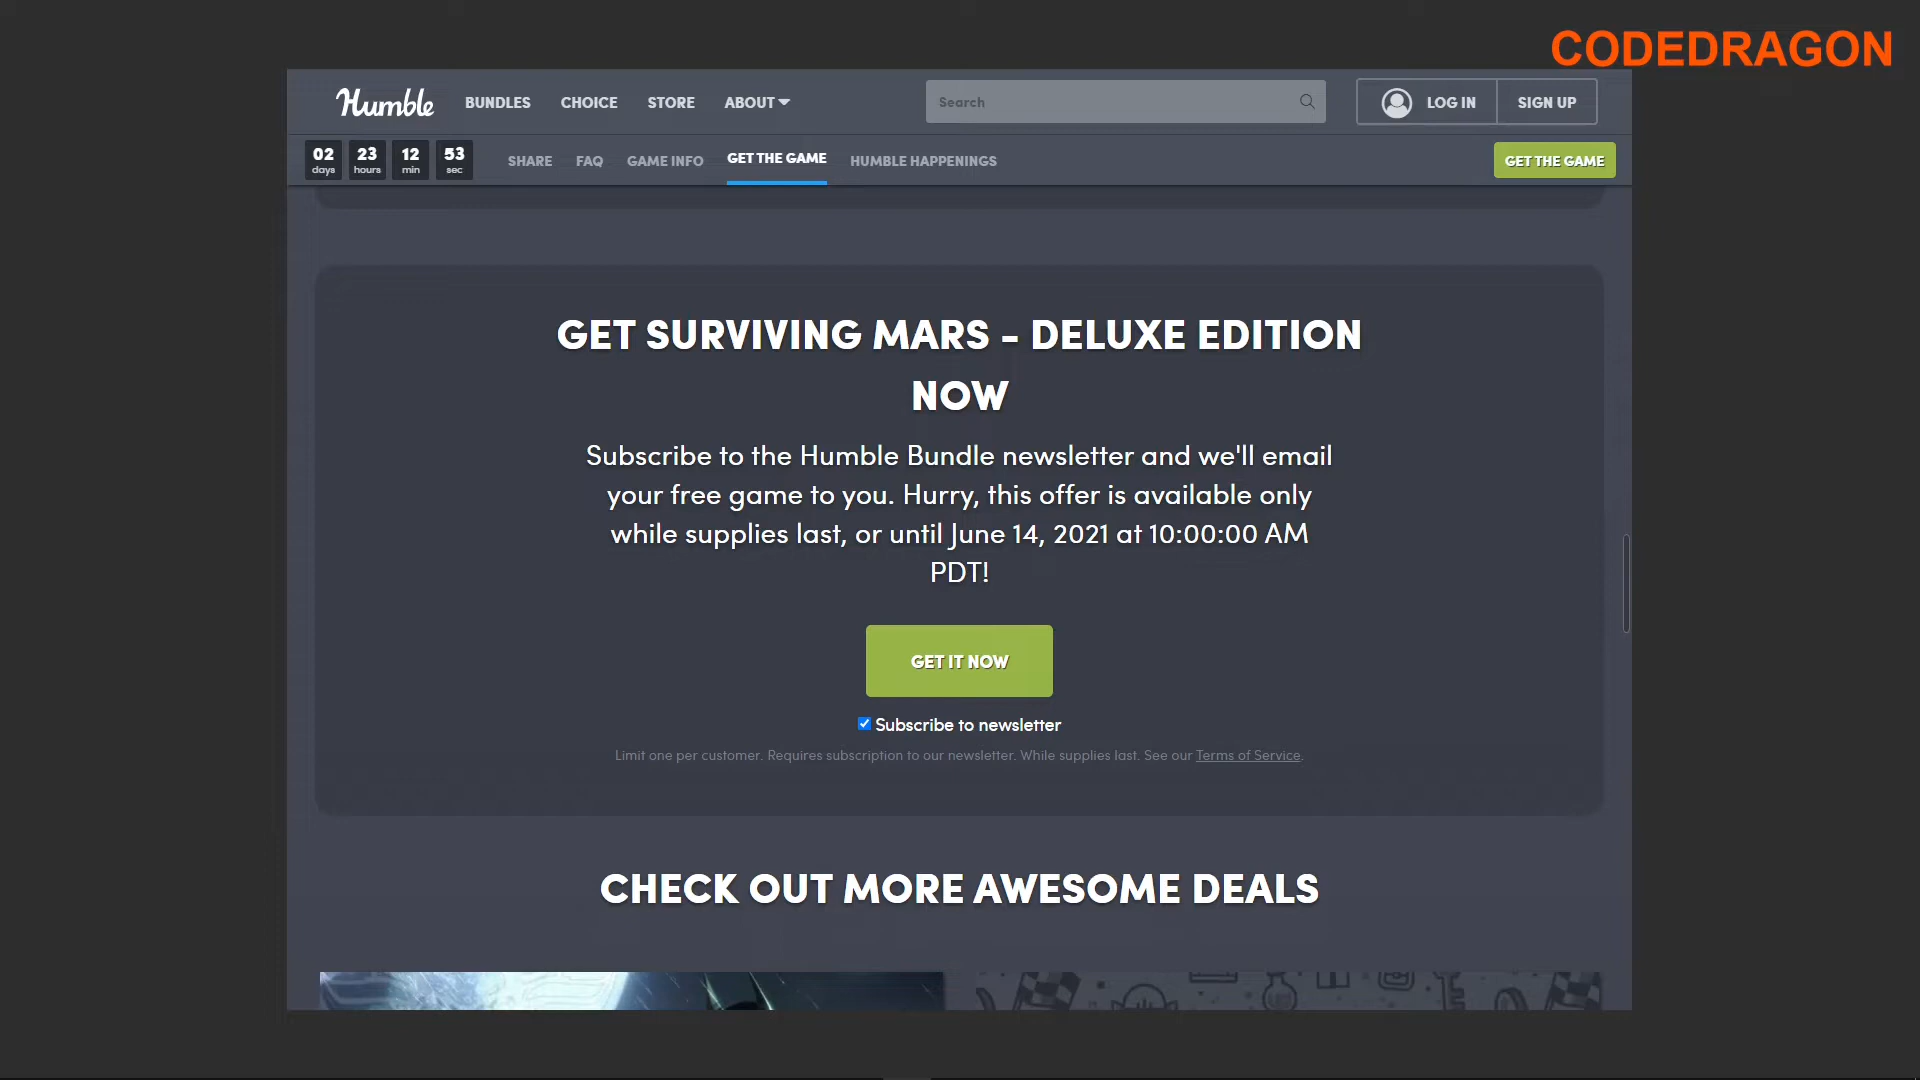 CODEDRAGON
Humble BUNDLES CHOICE STORE ABOUT Search LOG IN SIGN UP
02 days 23 hours 12 min 53 sec SHARE FAQ GAME INFO GET THE GAME HUMBLE HAPPENINGS GET THE GAME
GET SURVIVING MARS - DELUXE EDITION
NOW
Subscribe to the Humble Bundle newsletter and we'll email
your free game to you. Hurry, this offer is available only
while supplies last, or until June 14, 2021 at 10:00:00 AM
PDT!
GET IT NOW
Subscribe to newsletter
Limit one per customer. Requires subscription to our newsletter. While supplies last. See our Terms of Service.
CHECK OUT MORE AWESOME DEALS